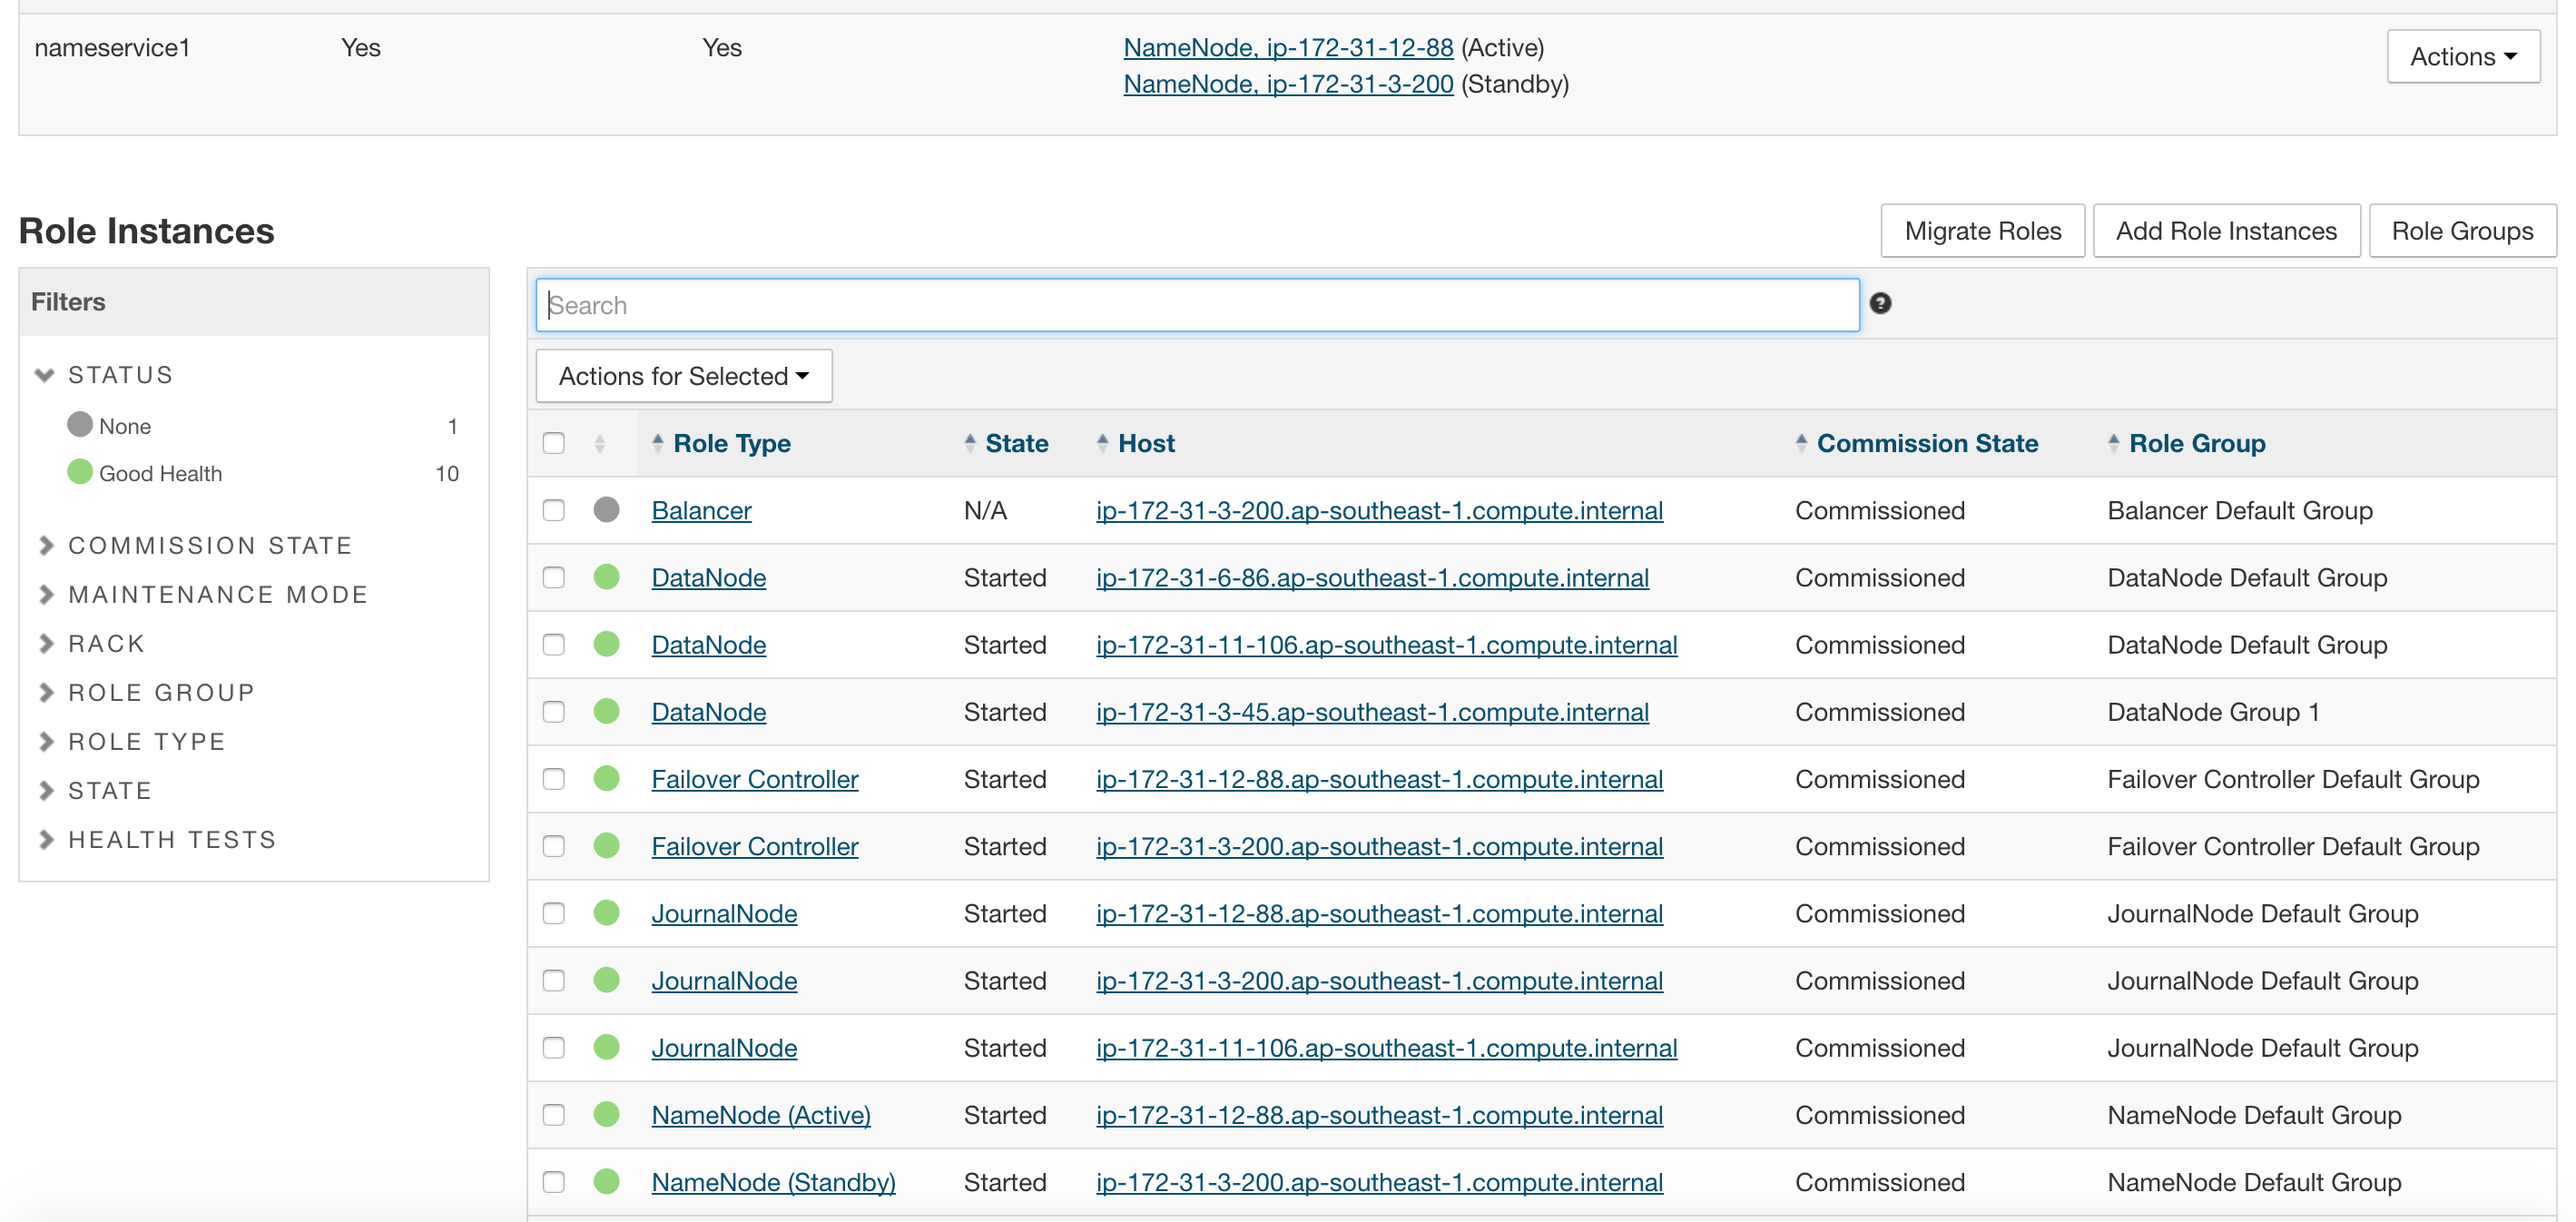 nameservice1 Yes Yes NameNode, ip-172-31-12-88 (Active) Actions
NameNode, ip-172-31-3-200 (Standby)
Role Instances Migrate Roles Add Role Instances Role Groups
Filters
STATUS
None 1
Good Health 10
COMMISSION STATE
MAINTENANCE MODE
RACK
ROLE GROUP
ROLE TYPE
STATE
HEALTH TESTS
Search ?
Actions for Selected
Role Type State Host Commission State Role Group
Balancer N/A ip-172-31-3-200.ap-southeast-1.compute.internal Commissioned Balancer Default Group
DataNode Started ip-172-31-6-86.ap-southeast-1.compute.internal Commissioned DataNode Default Group
DataNode Started ip-172-31-11-106.ap-southeast-1.compute.internal Commissioned DataNode Default Group
DataNode Started ip-172-31-3-45.ap-southeast-1.compute.internal Commissioned DataNode Group 1
Failover Controller Started ip-172-31-12-88.ap-southeast-1.compute.internal Commissioned Failover Controller Default Group
Failover Controller Started ip-172-31-3-200.ap-southeast-1.compute.internal Commissioned Failover Controller Default Group
JournalNode Started ip-172-31-12-88.ap-southeast-1.compute.internal Commissioned JournalNode Default Group
JournalNode Started ip-172-31-3-200.ap-southeast-1.compute.internal Commissioned JournalNode Default Group
JournalNode Started ip-172-31-11-106.ap-southeast-1.compute.internal Commissioned JournalNode Default Group
NameNode (Active) Started ip-172-31-12-88.ap-southeast-1.compute.internal Commissioned NameNode Default Group
NameNode (Standby) Started ip-172-31-3-200.ap-southeast-1.compute.internal Commissioned NameNode Default Group